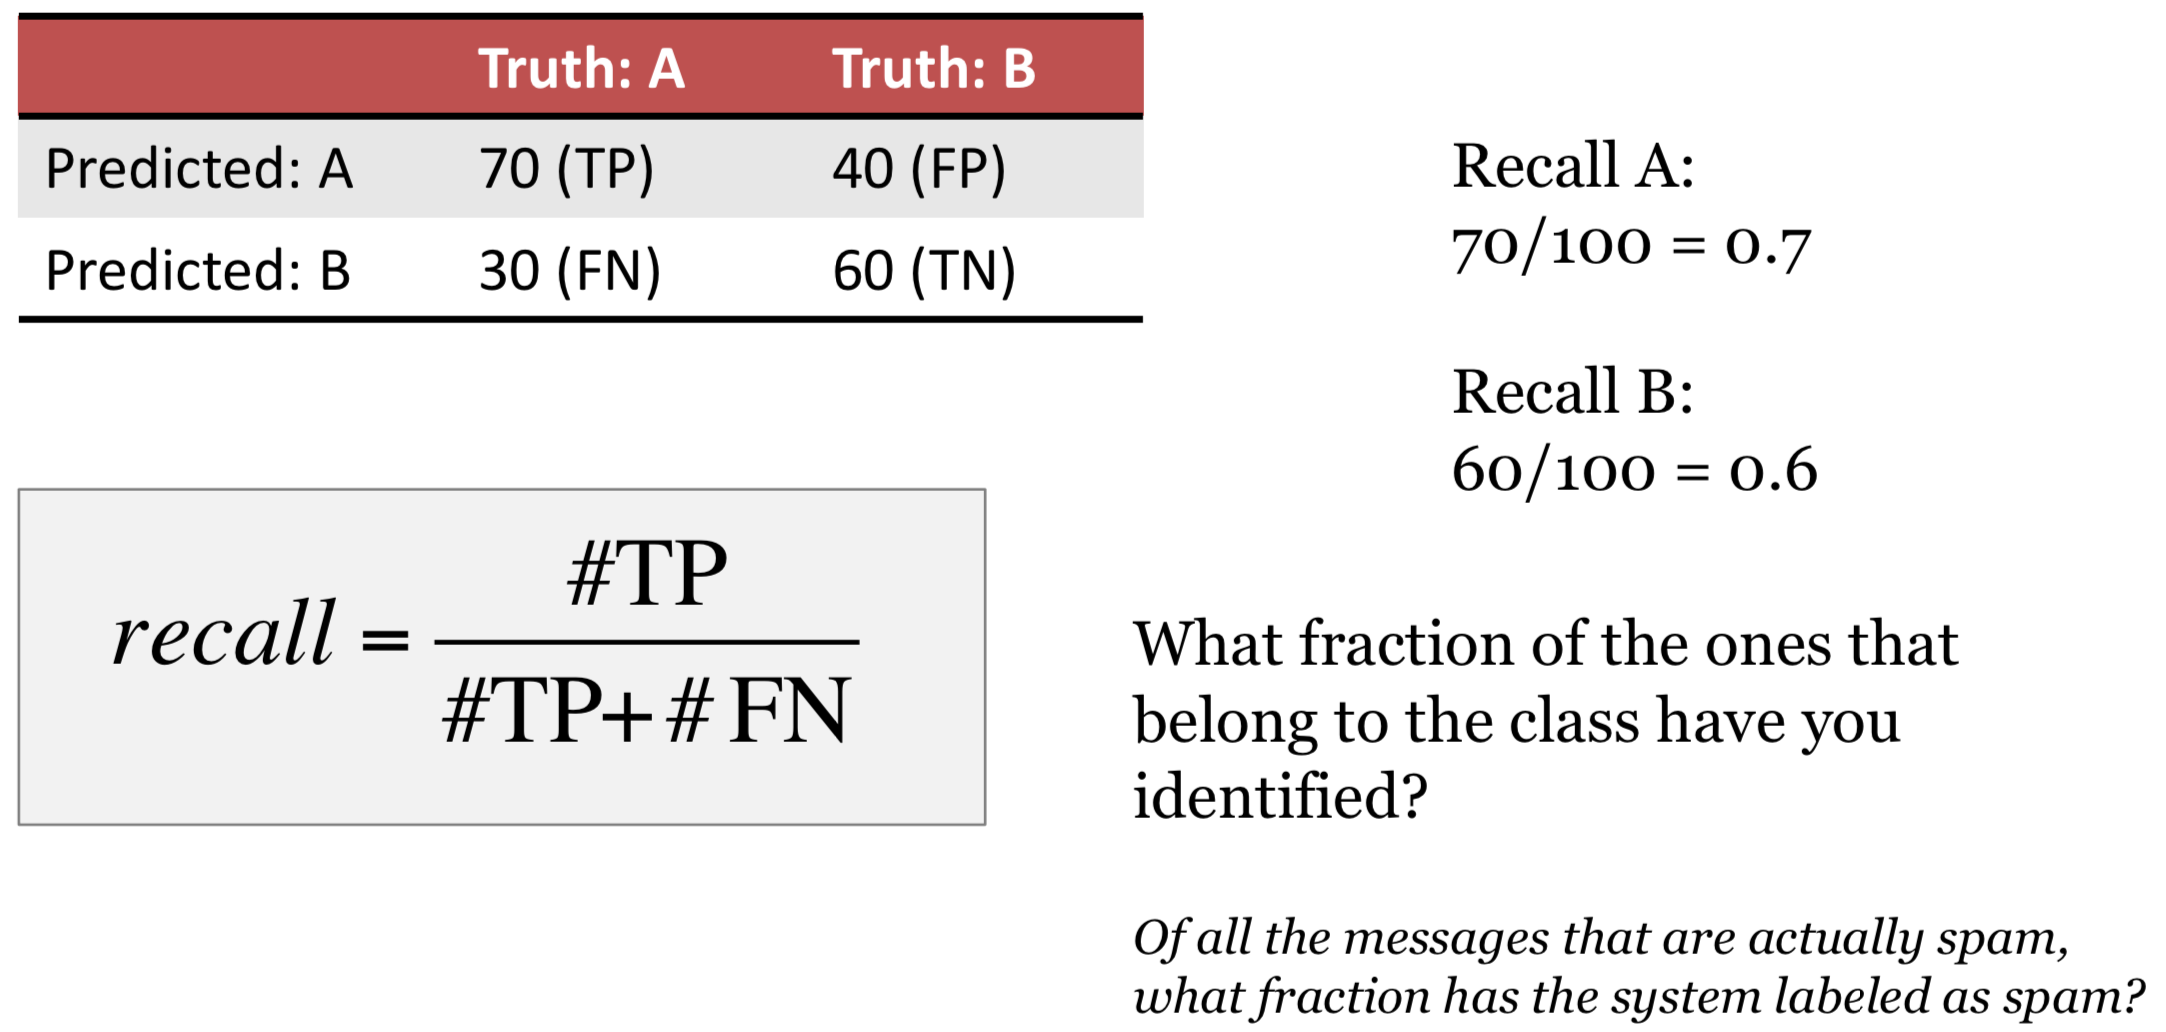 Truth: A Truth: B
Predicted: A 70 (TP) 40 (FP)
Predicted: B 30 (FN) 60 (TN)
Recall A:
70/100 = 0.7
Recall B:
60/100 = 0.6
recall = #TP
#TP+ # FN
What fraction of the ones that
belong to the class have you
identified?
Of all the messages that are actually spam,
what fraction has the system labeled as spam?